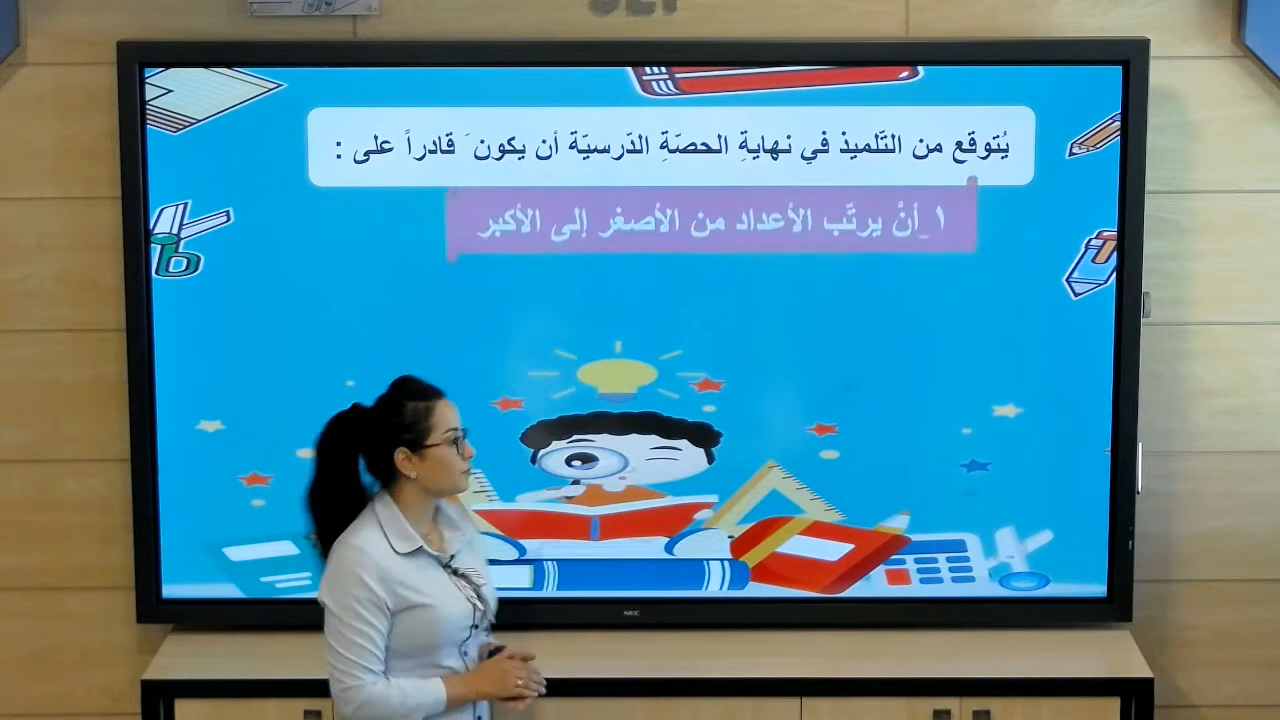 يُتوقع من التّلميذ في نهايةِ الحصّةِ الدّرسيّة أن يكون َ قادراً على :
١_أنْ يرتّب الأعداد من الأصغر إلى الأكبر
NEC